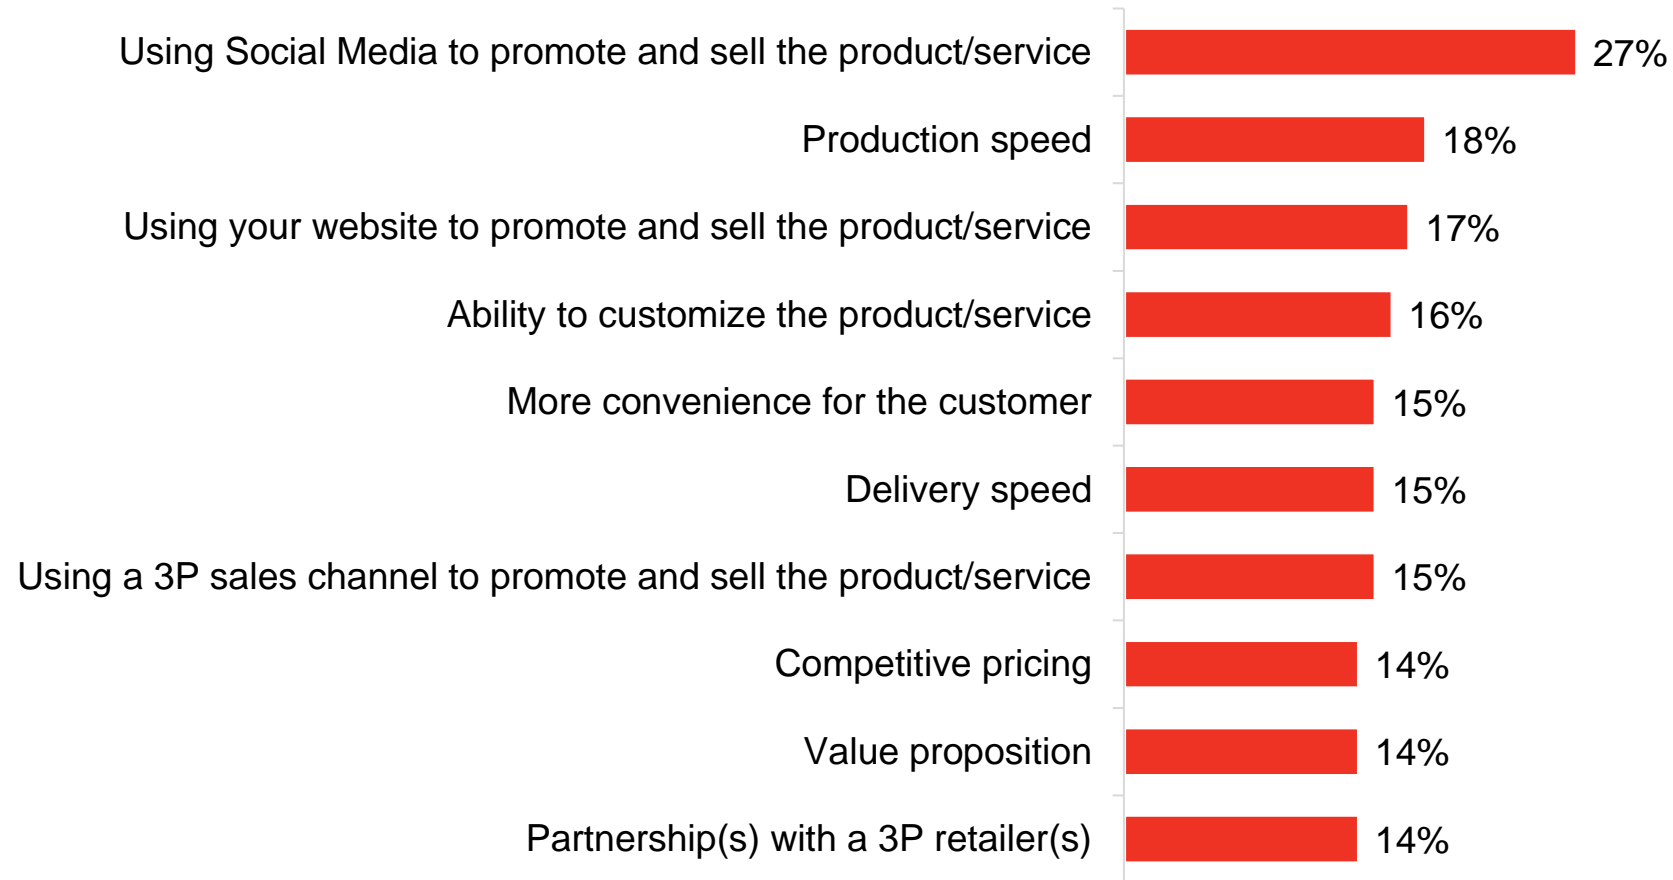 Using Social Media to promote and sell the product/service 27%
Production speed 18%
Using your website to promote and sell the product/service 17%
Ability to customize the product/service 16%
More convenience for the customer 15%
Delivery speed 15%
Using a 3P sales channel to promote and sell the product/service 15%
Competitive pricing 14%
Value proposition 14%
Partnership(s) with a 3P retailer(s) 14%